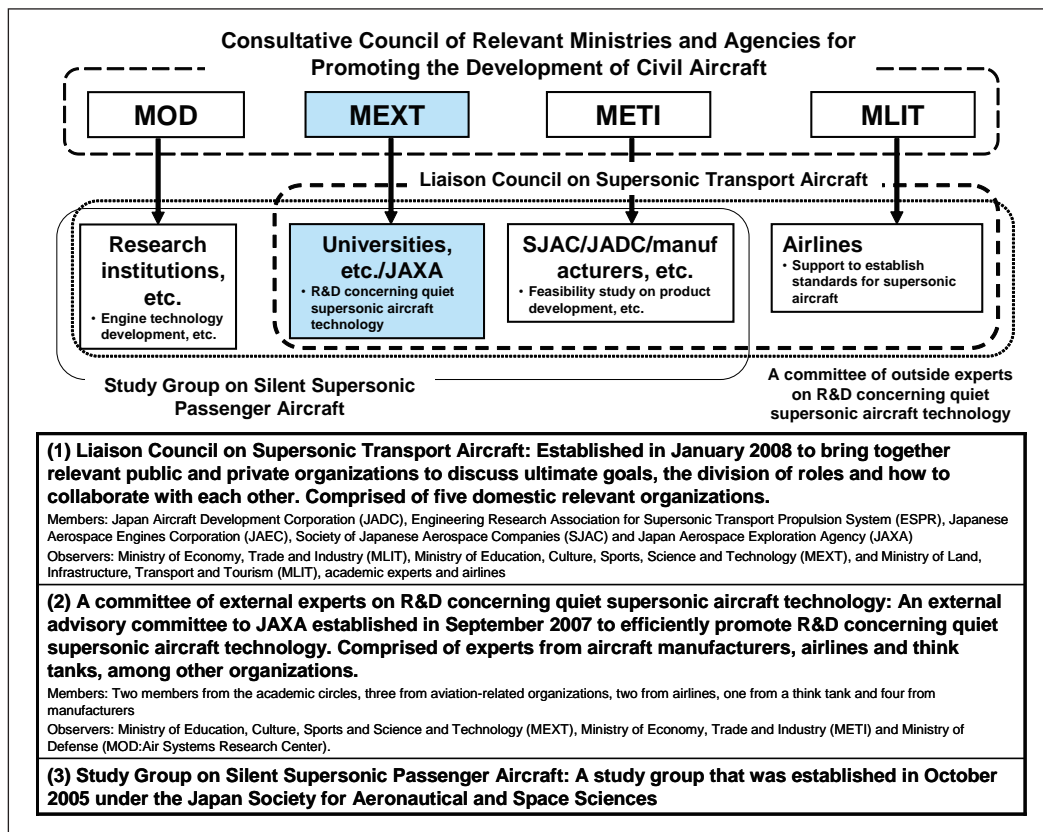 Consultative Council of Relevant Ministries and Agencies for
Promoting the Development of Civil Aircraft
MOD
MEXT
METI
MLIT
Liaison Council on Supersonic Transport Aircraft
Research
institutions,
etc.
• Engine technology
development, etc.
Universities,
etc./JAXA
• R&D concerning quiet
supersonic aircraft
technology
SJAC/JADC/manuf
acturers, etc.
• Feasibility study on product
development, etc.
Airlines
• Support to establish
standards for supersonic
aircraft
Study Group on Silent Supersonic
Passenger Aircraft
A committee of outside experts
on R&D concerning quiet
supersonic aircraft technology
(1) Liaison Council on Supersonic Transport Aircraft: Established in January 2008 to bring together
relevant public and private organizations to discuss ultimate goals, the division of roles and how to
collaborate with each other. Comprised of five domestic relevant organizations.
Members: Japan Aircraft Development Corporation (JADC), Engineering Research Association for Supersonic Transport Propulsion System (ESPR), Japanese
Aerospace Engines Corporation (JAEC), Society of Japanese Aerospace Companies (SJAC) and Japan Aerospace Exploration Agency (JAXA)
Observers: Ministry of Economy, Trade and Industry (MLIT), Ministry of Education, Culture, Sports, Science and Technology (MEXT), and Ministry of Land,
Infrastructure, Transport and Tourism (MLIT), academic experts and airlines
(2) A committee of external experts on R&D concerning quiet supersonic aircraft technology: An external
advisory committee to JAXA established in September 2007 to efficiently promote R&D concerning quiet
supersonic aircraft technology. Comprised of experts from aircraft manufacturers, airlines and think
tanks, among other organizations.
Members: Two members from the academic circles, three from aviation-related organizations, two from airlines, one from a think tank and four from
manufacturers
Observers: Ministry of Education, Culture, Sports and Science and Technology (MEXT), Ministry of Economy, Trade and Industry (METI) and Ministry of
Defense (MOD:Air Systems Research Center).
(3) Study Group on Silent Supersonic Passenger Aircraft: A study group that was established in October
2005 under the Japan Society for Aeronautical and Space Sciences